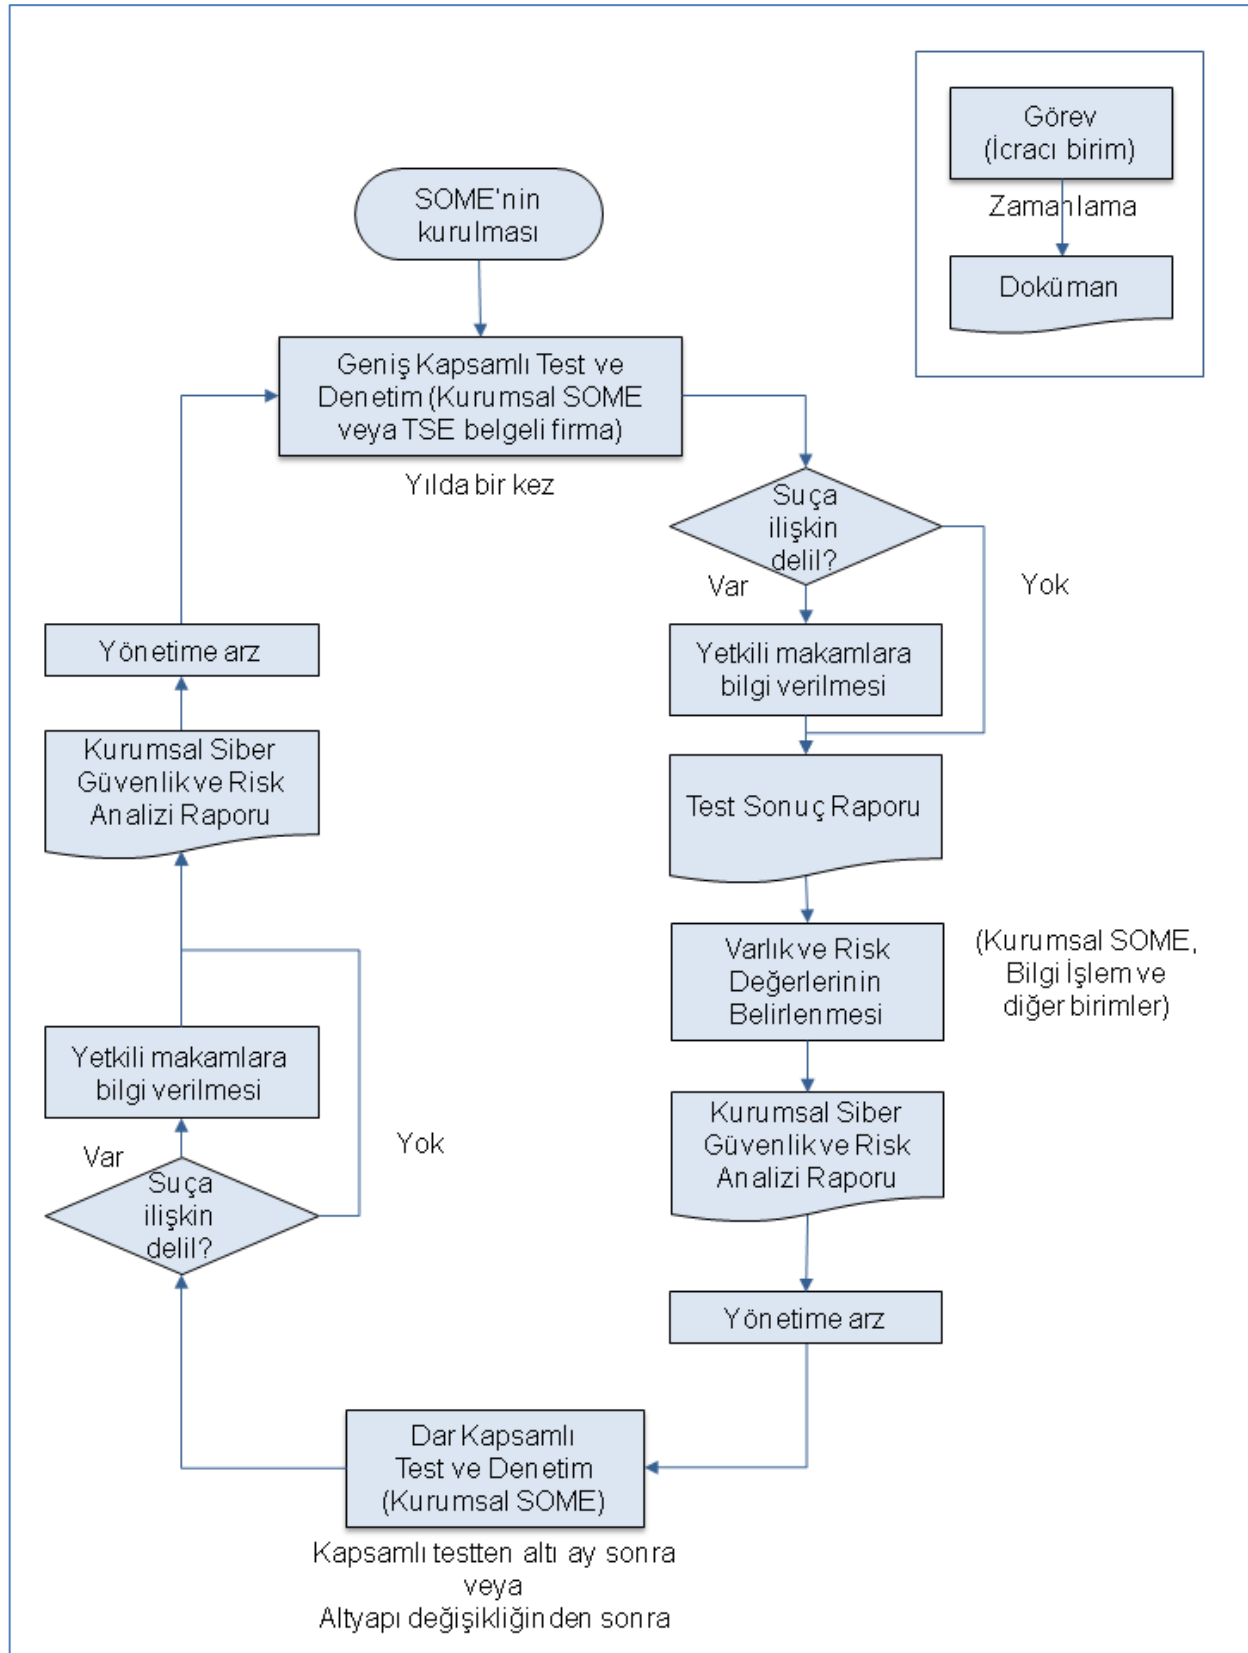 Görev
(İcracı birim)
Zamanlama
Doküman
SOME'nin
kurulması
Geniş Kapsamlı Test ve
Denetim (Kurumsal SOME
veya TSE belgeli firma)
Yılda bir kez
Suça
ilişkin
delil?
Var
Yok
Yetkili makamlara
bilgi verilmesi
Test Sonuç Raporu
Varlık ve Risk
Değerlerinin
Belirlenmesi
(Kurumsal SOME,
Bilgi İşlem ve
diğer birimler)
Kurumsal Siber
Güvenlik ve Risk
Analizi Raporu
Yönetime arz
Dar Kapsamlı
Test ve Denetim
(Kurumsal SOME)
Kapsamlı testten altı ay sonra
veya
Altyapı değişikliğinden sonra
Suça
ilişkin
delil?
Var
Yok
Yetkili makamlara
bilgi verilmesi
Kurumsal Siber
Güvenlik ve Risk
Analizi Raporu
Yönetime arz